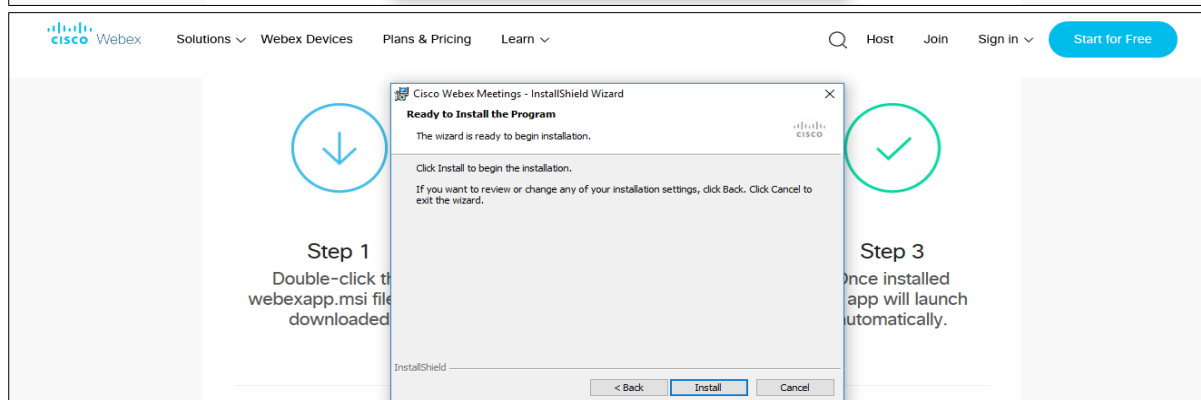 CISCO Webex Solutions Webex Devices Plans & Pricing Learn Host Join Sign in Start for Free
Cisco Webex Meetings - InstallShield Wizard
Ready to Install the Program
The wizard is ready to begin installation.
CISCO
Click Install to begin the installation.
If you want to review or change any of your installation settings, click Back. Click Cancel to
exit the wizard.
InstallShield
< Back Install Cancel
Step 1
Double-click
webexapp.msi
downloaded
Step 3
installed
app will launch